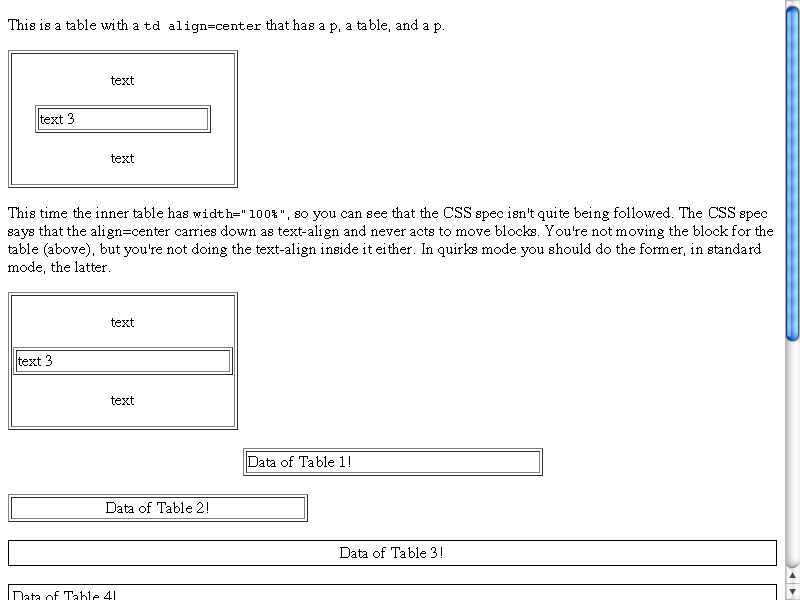 This is a table with a td align=center that has a p, a table, and a p.
text
text 3
text
This time the inner table has width="100%", so you can see that the CSS spec isn't quite being followed. The CSS spec
says that the align=center carries down as text-align and never acts to move blocks. You're not moving the block for the
table (above), but you're not doing the text-align inside it either. In quirks mode you should do the former, in standard
mode, the latter.
text
text 3
text
Data of Table 1!
Data of Table 2!
Data of Table 3!
Data of Table 4!